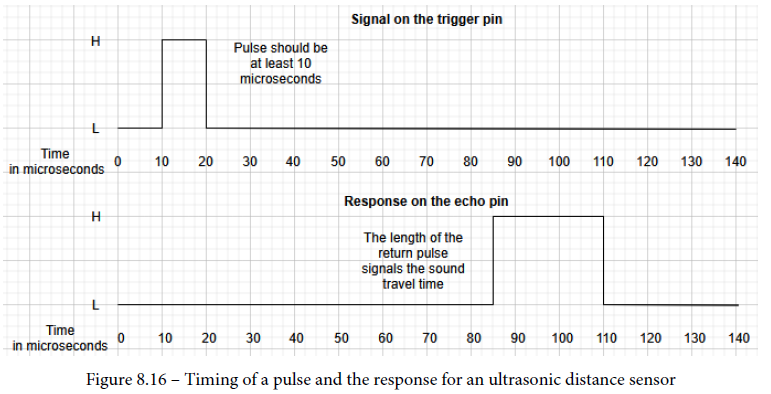 Signal on the trigger pin
H
Pulse should be
at least 10
microseconds
L
Time
in microseconds
0 10 20 30 40 50 60 70 80 90 100 110 120 130 140
Response on the echo pin
H
The length of the
return pulse
signals the sound
travel time
L
Time
in microseconds
0 10 20 30 40 50 60 70 80 90 100 110 120 130 140
Figure 8.16 – Timing of a pulse and the response for an ultrasonic distance sensor